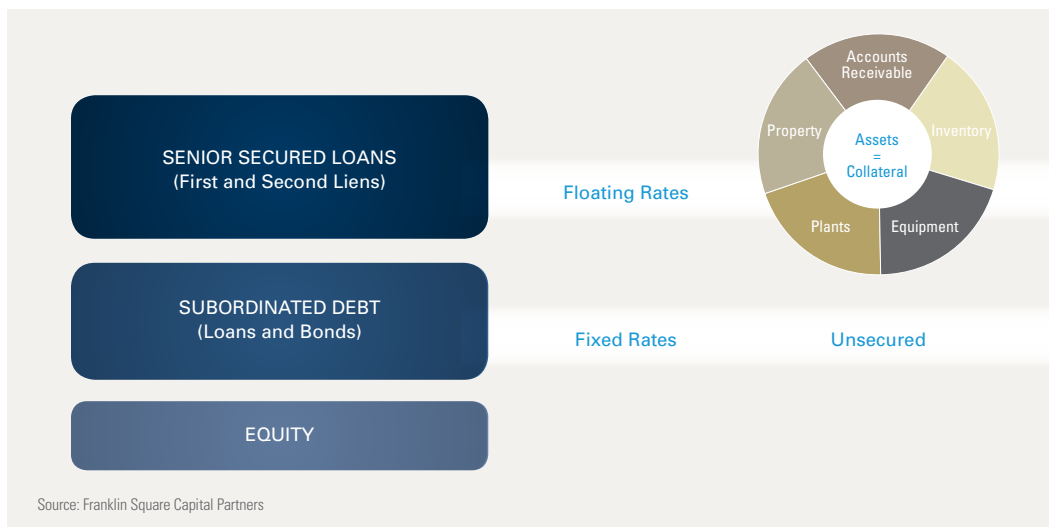 SENIOR SECURED LOANS
(First and Second Liens)
Floating Rates
Accounts
Receivable
Property
Inventory
Assets
=
Collateral
Plants
Equipment
SUBORDINATED DEBT
(Loans and Bonds)
Fixed Rates
Unsecured
EQUITY
Source: Franklin Square Capital Partners